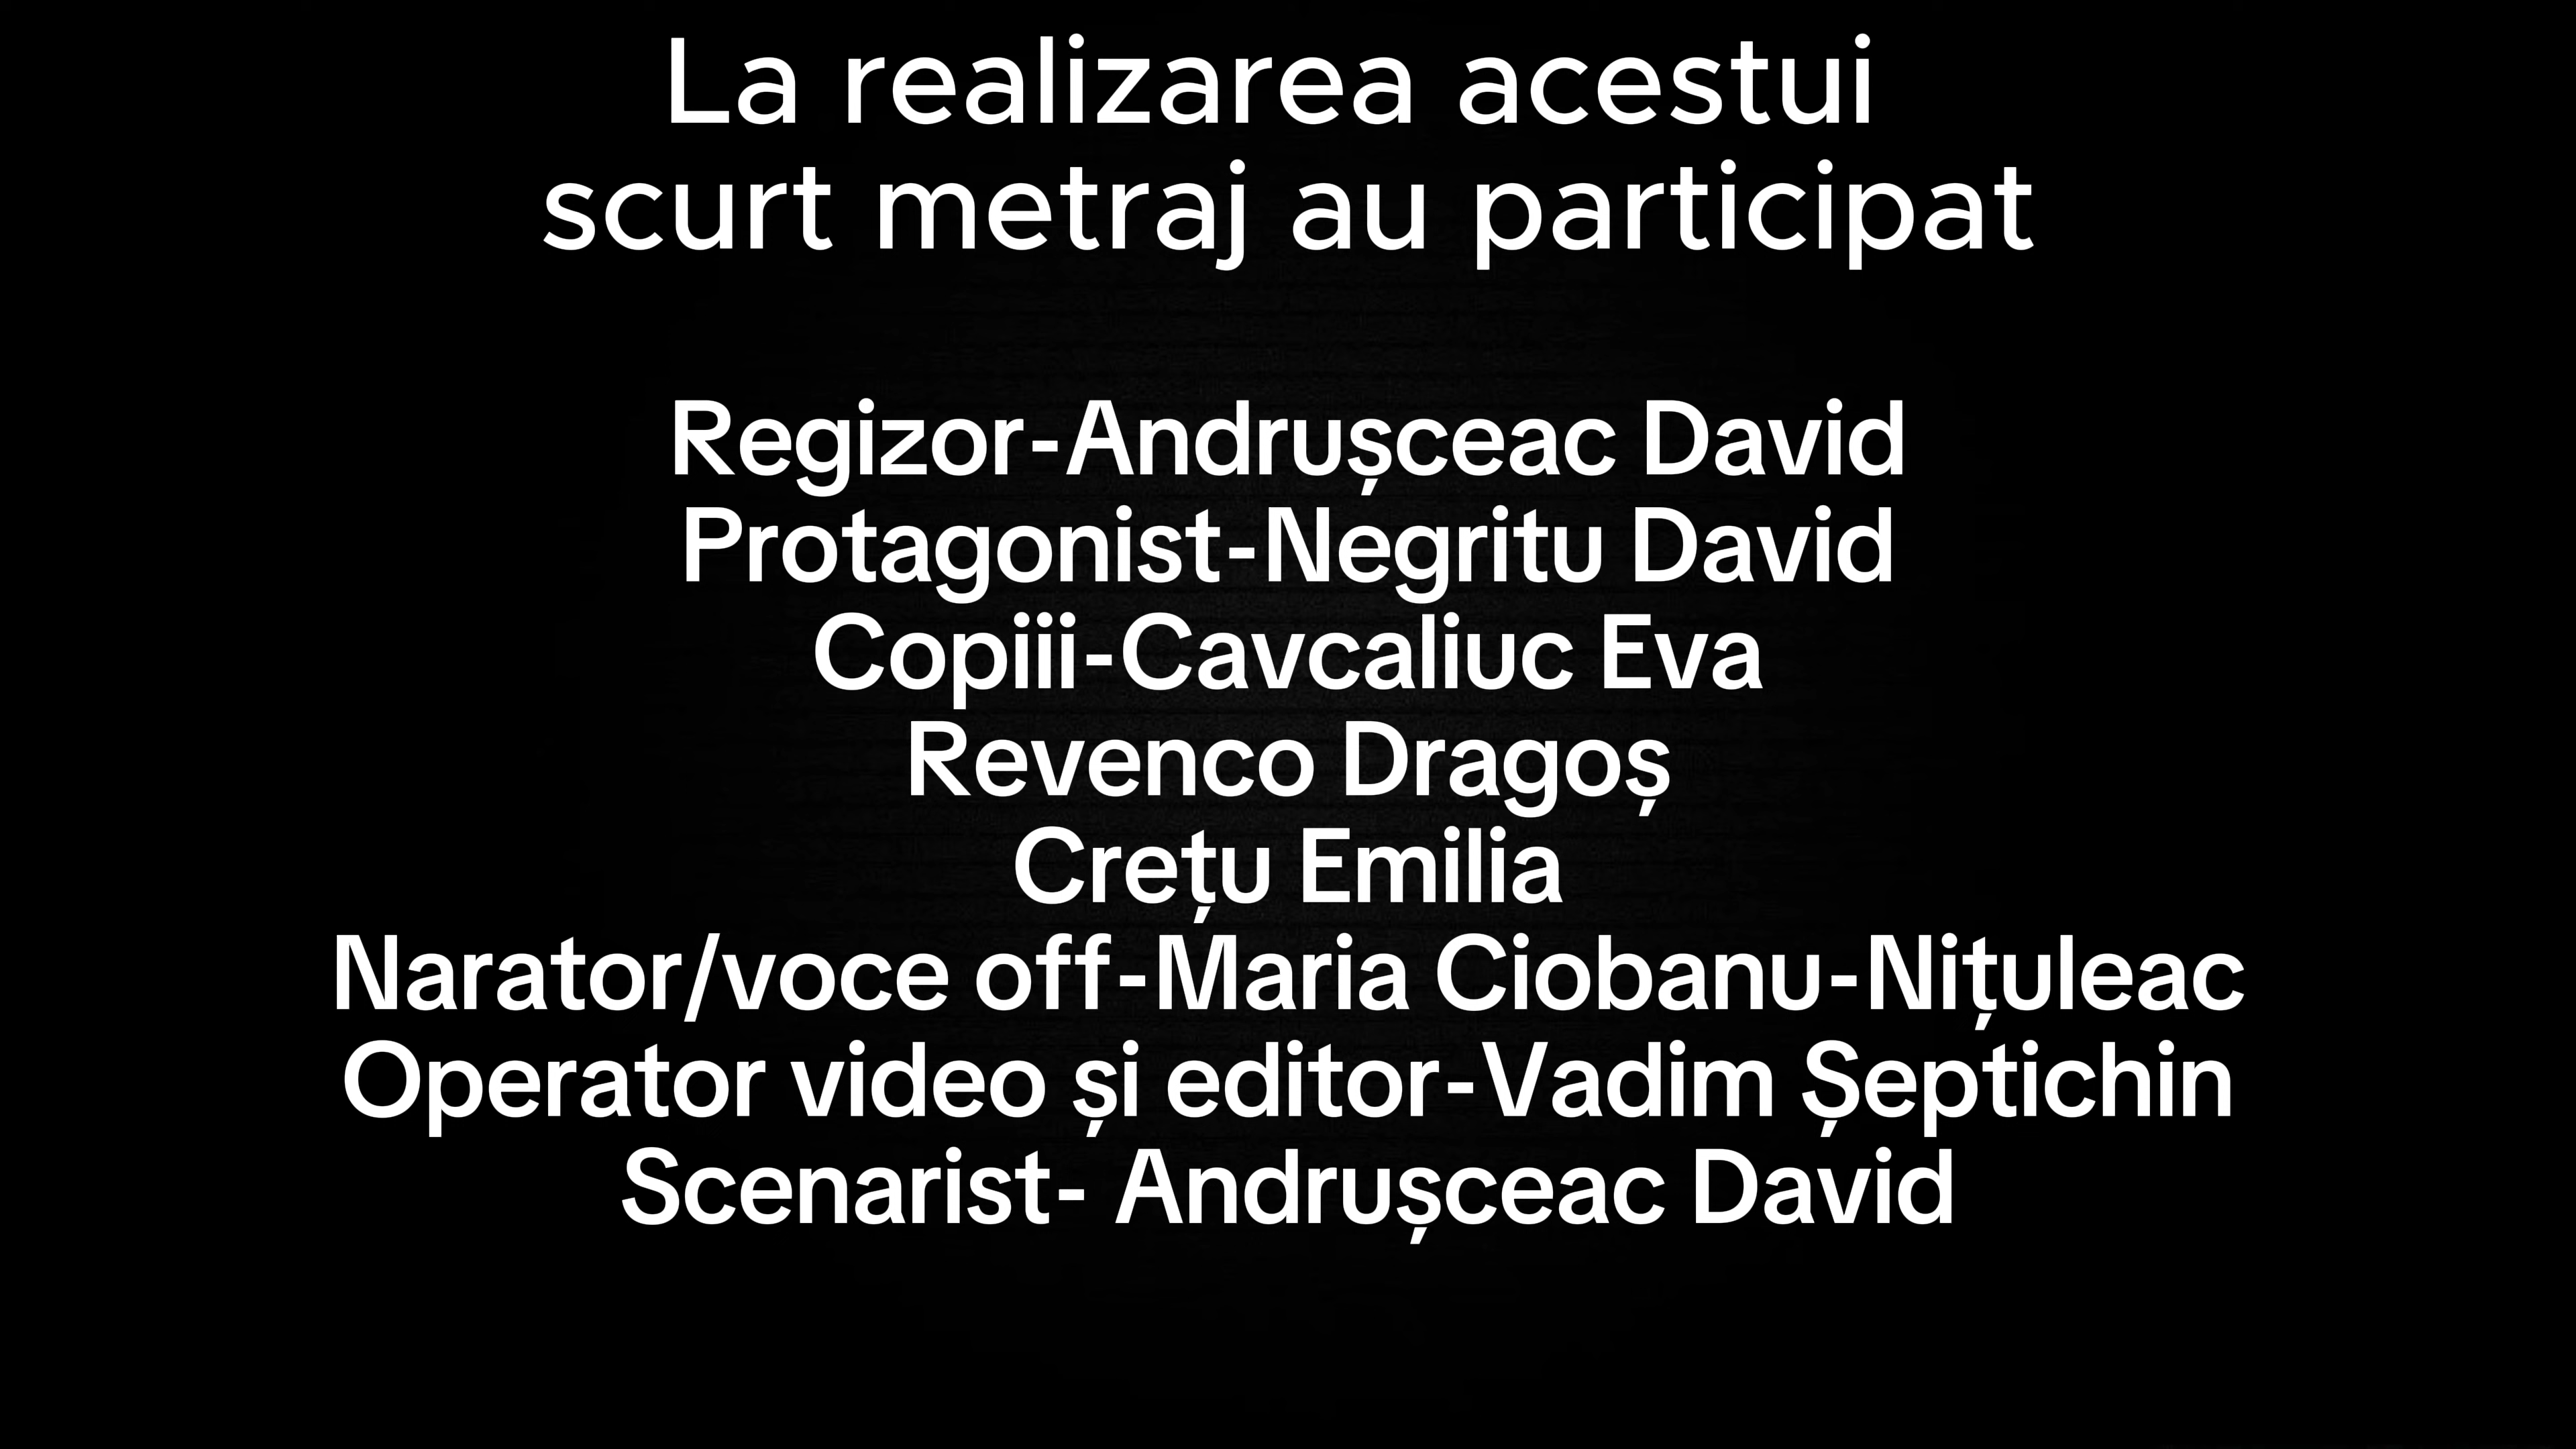 La realizarea acestui
scurt metraj au participat
Regizor-Andrușceac David
Protagonist-Negritu David
Copiii-Cavcaliuc Eva
Revenco Dragoș
Crețu Emilia
Narator/voce off-Maria Ciobanu-Nițuleac
Operator video și editor-Vadim Șeptichin
Scenarist- Andrușceac David